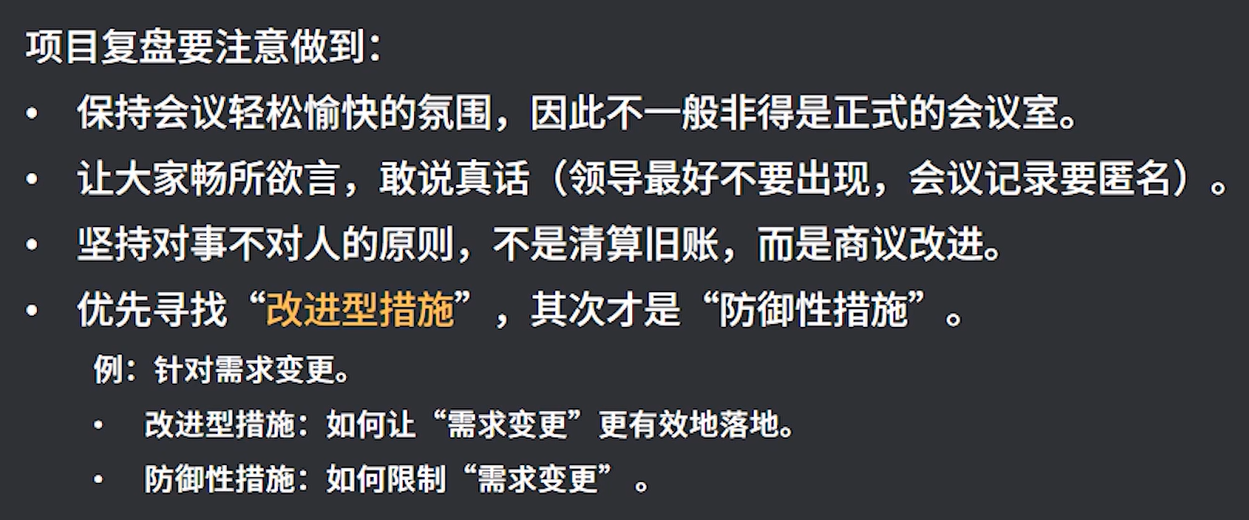 项目复盘要注意做到：
• 保持会议轻松愉快的氛围，因此不一般非得是正式的会议室。
• 让大家畅所欲言，敢说真话（领导最好不要出现，会议记录要匿名）。
• 坚持对事不对人的原则，不是清算旧账，而是商议改进。
• 优先寻找“改进型措施”，其次才是“防御性措施”。
例：针对需求变更。
• 改进型措施：如何让“需求变更”更有效地落地。
• 防御性措施：如何限制“需求变更”。